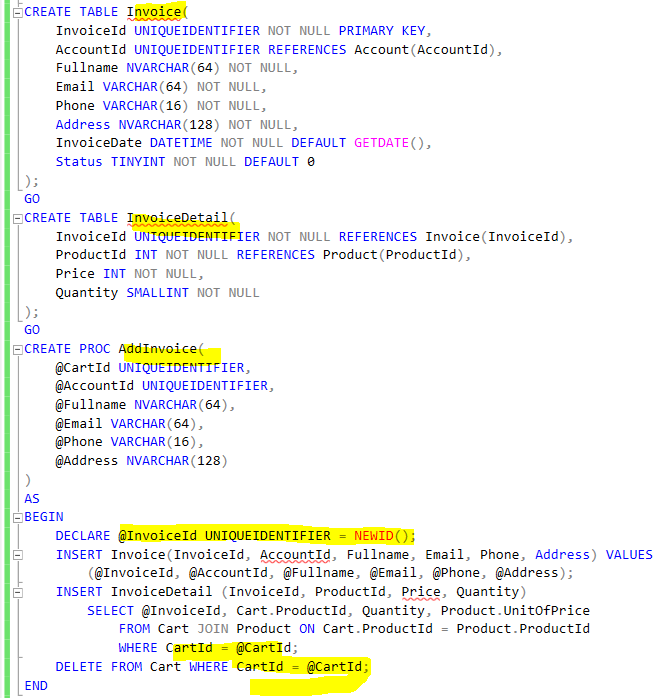 CREATE TABLE Invoice(
InvoiceId UNIQUEIDENTIFIER NOT NULL PRIMARY KEY,
AccountId UNIQUEIDENTIFIER REFERENCES Account(AccountId),
Fullname NVARCHAR(64) NOT NULL,
Email VARCHAR(64) NOT NULL,
Phone VARCHAR(16) NOT NULL,
Address NVARCHAR(128) NOT NULL,
InvoiceDate DATETIME NOT NULL DEFAULT GETDATE(),
Status TINYINT NOT NULL DEFAULT 0
);
GO
CREATE TABLE InvoiceDetail(
InvoiceId UNIQUEIDENTIFIER NOT NULL REFERENCES Invoice(InvoiceId),
ProductId INT NOT NULL REFERENCES Product(ProductId),
Price INT NOT NULL,
Quantity SMALLINT NOT NULL
);
GO
CREATE PROC AddInvoice(
@CartId UNIQUEIDENTIFIER,
@AccountId UNIQUEIDENTIFIER,
@Fullname NVARCHAR(64),
@Email VARCHAR(64),
@Phone VARCHAR(16),
@Address NVARCHAR(128)
)
AS
BEGIN
DECLARE @InvoiceId UNIQUEIDENTIFIER = NEWID();
INSERT Invoice(InvoiceId, AccountId, Fullname, Email, Phone, Address) VALUES
(@InvoiceId, @AccountId, @Fullname, @Email, @Phone, @Address);
INSERT InvoiceDetail (InvoiceId, ProductId, Price, Quantity)
SELECT @InvoiceId, Cart.ProductId, Quantity, Product.UnitOfPrice
FROM Cart JOIN Product ON Cart.ProductId = Product.ProductId
WHERE CartId = @CartId;
DELETE FROM Cart WHERE CartId = @CartId;
END